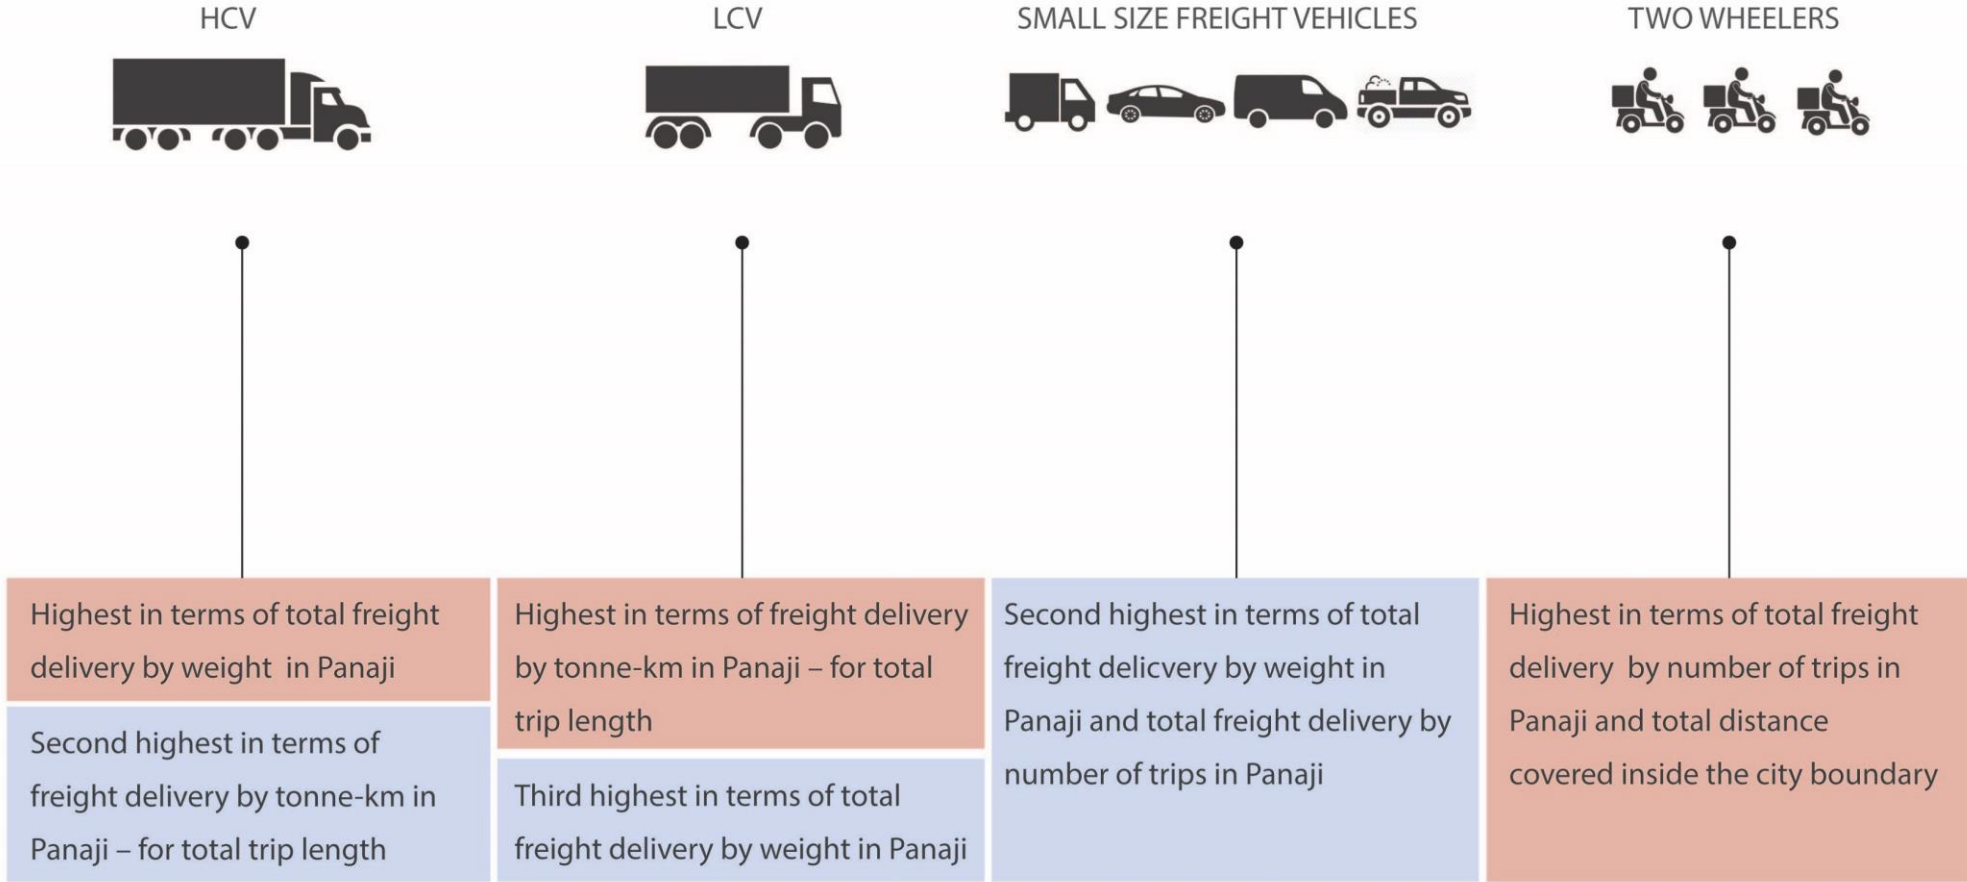 HCV
LCV
SMALL SIZE FREIGHT VEHICLES
TWO WHEELERS
Highest in terms of total freight
delivery by weight in Panaji
Second highest in terms of
freight delivery by tonne-km in
Panaji – for total trip length
Highest in terms of freight delivery
by tonne-km in Panaji – for total
trip length
Third highest in terms of total
freight delivery by weight in Panaji
Second highest in terms of total
freight delicvery by weight in
Panaji and total freight delivery by
number of trips in Panaji
Highest in terms of total freight
delivery by number of trips in
Panaji and total distance
covered inside the city boundary